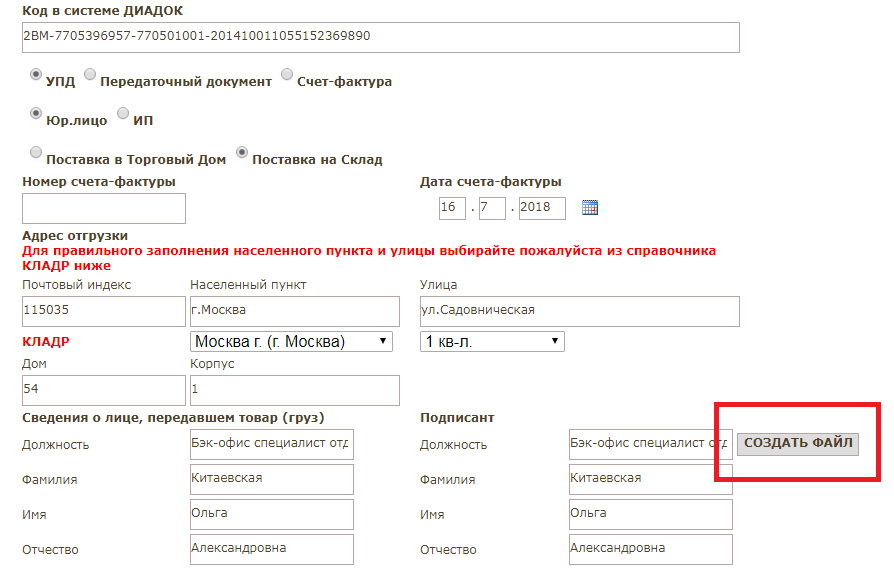 Код в системе ДИАДОК
2BM-7705396957-770501001-201410011055152369890
УПД Передаточный документ Счет-фактура
Юр.лицо ИП
Поставка в Торговый Дом Поставка на Склад
Номер счета-фактуры Дата счета-фактуры
16 . 7 . 2018
Адрес отгрузки
Для правильного заполнения населенного пункта и улицы выбирайте пожалуйста из справочника
КЛАДР ниже
Почтовый индекс Населенный пункт Улица
115035 г.Москва ул.Садовническая
КЛАДР Москва г. (г. Москва) 1 кв-л.
Дом Корпус
54 1
Сведения о лице, передавшем товар (груз) Подписант
Должность Бэк-офис специалист отд Должность Бэк-офис специалист отд СОЗДАТЬ ФАЙЛ
Фамилия Китаевская Фамилия Китаевская
Имя Ольга Имя Ольга
Отчество Александровна Отчество Александровна